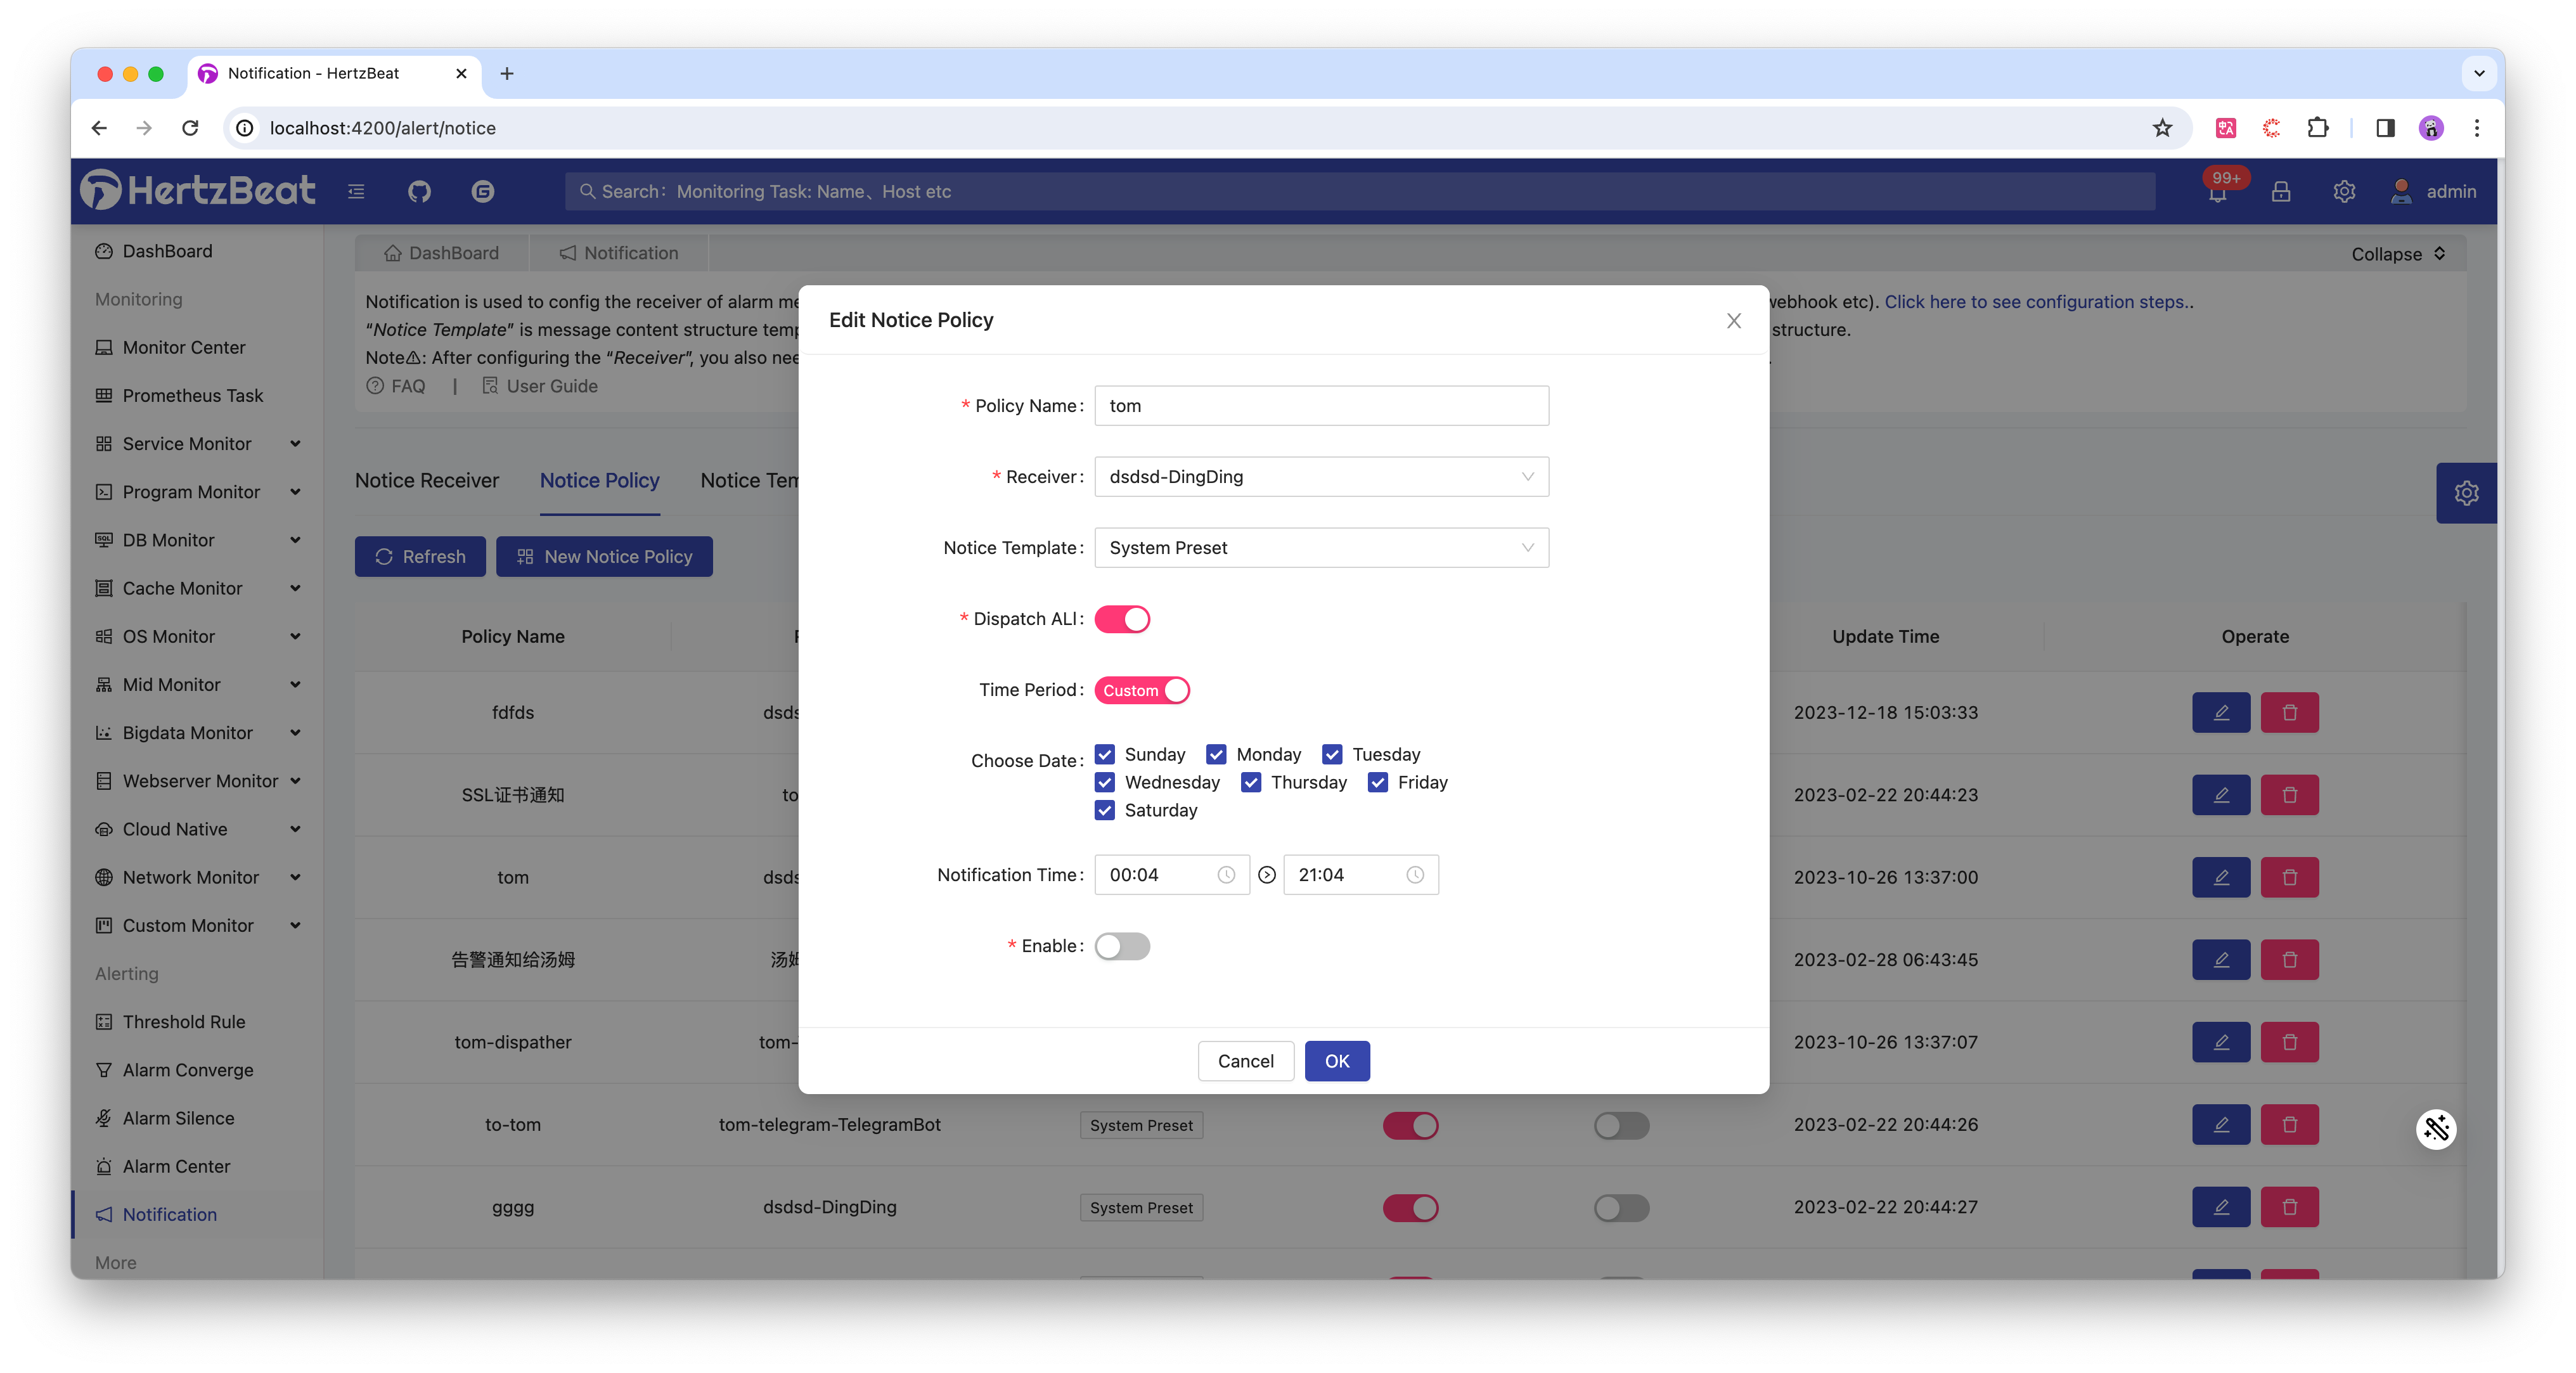 Notification - HertzBeat
localhost:4200/alert/notice
HertzBeat
Search： Monitoring Task: Name、Host etc
99+
admin
DashBoard
Monitoring
Monitor Center
Prometheus Task
Service Monitor
Program Monitor
DB Monitor
Cache Monitor
OS Monitor
Mid Monitor
Bigdata Monitor
Webserver Monitor
Cloud Native
Network Monitor
Custom Monitor
Alerting
Threshold Rule
Alarm Converge
Alarm Silence
Alarm Center
Notification
More
DashBoard Notification Collapse
Notification is used to config the receiver of alarm me webhook etc). Click here to see configuration steps..
“Notice Template” is message content structure temp structure.
Note⚠: After configuring the “Receiver”, you also nee
FAQ | User Guide
Notice Receiver Notice Policy Notice Tem
Refresh New Notice Policy
Policy Name Update Time Operate
fdfds dsds 2023-12-18 15:03:33
SSL证书通知 to 2023-02-22 20:44:23
tom dsds 2023-10-26 13:37:00
告警通知给汤姆 汤姆 2023-02-28 06:43:45
tom-dispather tom- 2023-10-26 13:37:07
to-tom tom-telegram-TelegramBot System Preset 2023-02-22 20:44:26
gggg dsdsd-DingDing System Preset 2023-02-22 20:44:27
Edit Notice Policy
* Policy Name: tom
* Receiver: dsdsd-DingDing
Notice Template: System Preset
* Dispatch ALl:
Time Period: Custom
Choose Date: Sunday Monday Tuesday
Wednesday Thursday Friday
Saturday
Notification Time: 00:04 21:04
* Enable:
Cancel OK